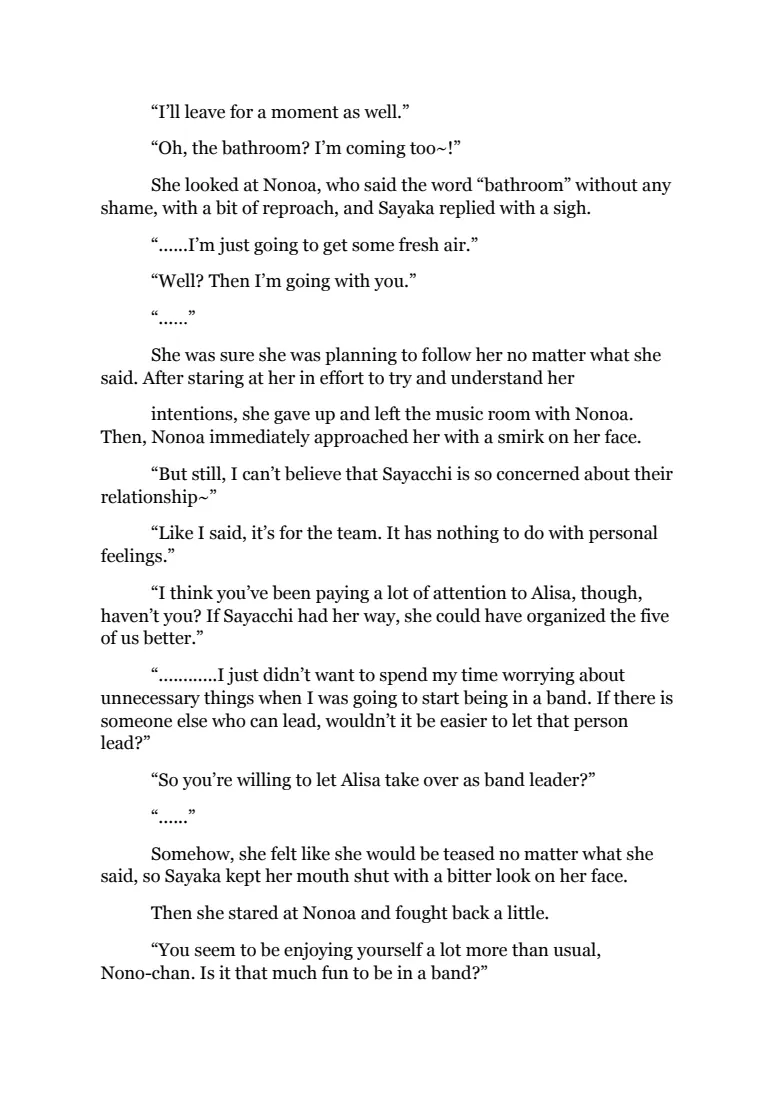 “I’ll leave for a moment as well.”
“Oh, the bathroom? I’m coming too~!”
She looked at Nonoa, who said the word “bathroom” without any
shame, with a bit of reproach, and Sayaka replied with a sigh.
“……I’m just going to get some fresh air.”
“Well? Then I’m going with you.”
“……”
She was sure she was planning to follow her no matter what she
said. After staring at her in effort to try and understand her
intentions, she gave up and left the music room with Nonoa.
Then, Nonoa immediately approached her with a smirk on her face.
“But still, I can’t believe that Sayacchi is so concerned about their
relationship~”
“Like I said, it’s for the team. It has nothing to do with personal
feelings.”
“I think you’ve been paying a lot of attention to Alisa, though,
haven’t you? If Sayacchi had her way, she could have organized the five
of us better.”
“…………I just didn’t want to spend my time worrying about
unnecessary things when I was going to start being in a band. If there is
someone else who can lead, wouldn’t it be easier to let that person
lead?”
“So you’re willing to let Alisa take over as band leader?”
“……”
Somehow, she felt like she would be teased no matter what she
said, so Sayaka kept her mouth shut with a bitter look on her face.
Then she stared at Nonoa and fought back a little.
“You seem to be enjoying yourself a lot more than usual,
Nono-chan. Is it that much fun to be in a band?”